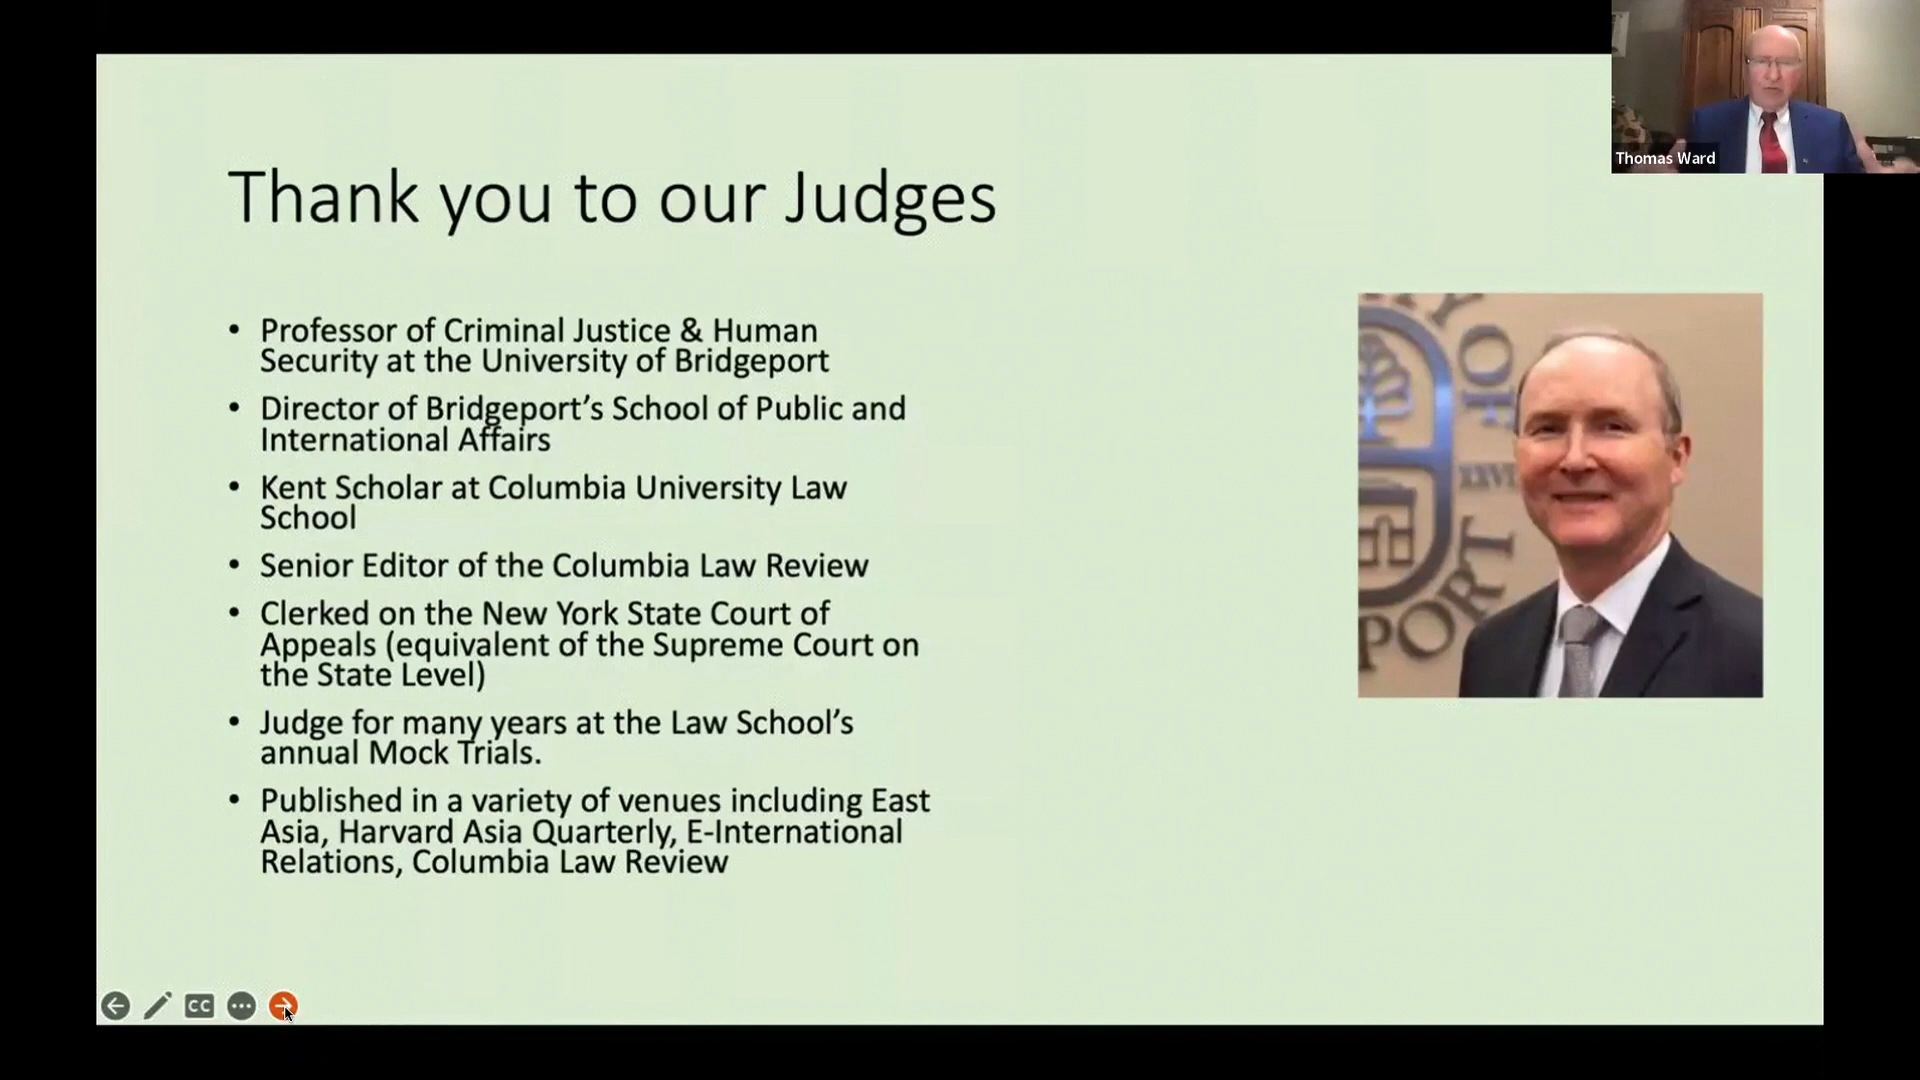 Thomas Ward
Thank you to our Judges
• Professor of Criminal Justice & Human
Security at the University of Bridgeport
• Director of Bridgeport’s School of Public and
International Affairs
• Kent Scholar at Columbia University Law
School
• Senior Editor of the Columbia Law Review
• Clerked on the New York State Court of
Appeals (equivalent of the Supreme Court on
the State Level)
• Judge for many years at the Law School’s
annual Mock Trials.
• Published in a variety of venues including East
Asia, Harvard Asia Quarterly, E-International
Relations, Columbia Law Review
PORT
CC